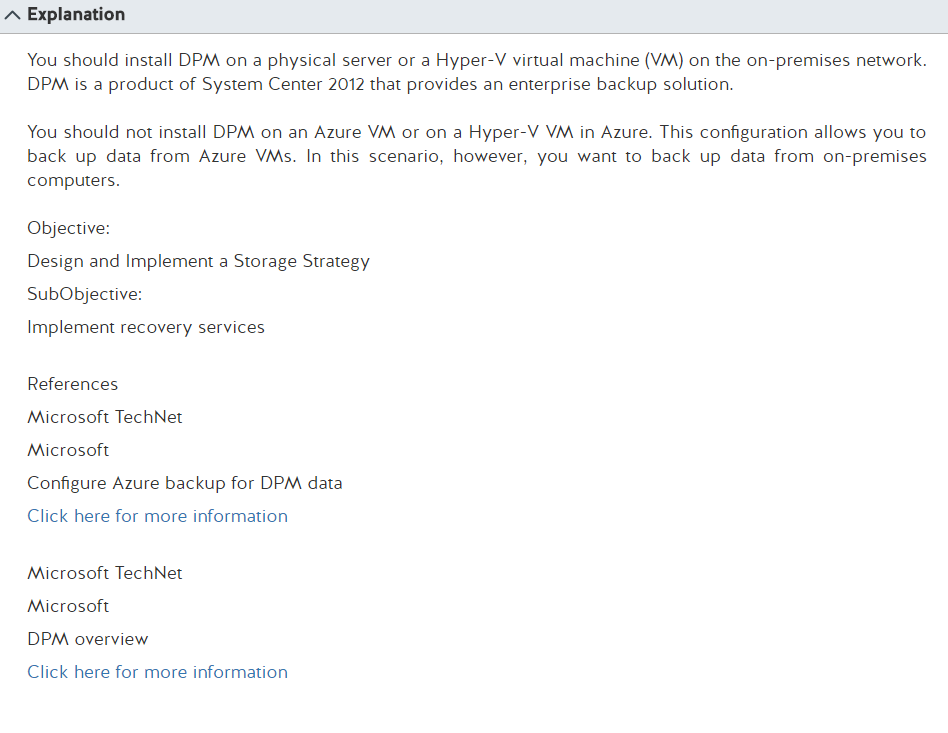 Explanation
You should install DPM on a physical server or a Hyper-V virtual machine (VM) on the on-premises network.
DPM is a product of System Center 2012 that provides an enterprise backup solution.
You should not install DPM on an Azure VM or on a Hyper-V VM in Azure. This configuration allows you to
back up data from Azure VMs. In this scenario, however, you want to back up data from on-premises
computers.
Objective:
Design and Implement a Storage Strategy
SubObjective:
Implement recovery services
References
Microsoft TechNet
Microsoft
Configure Azure backup for DPM data
Click here for more information
Microsoft TechNet
Microsoft
DPM overview
Click here for more information